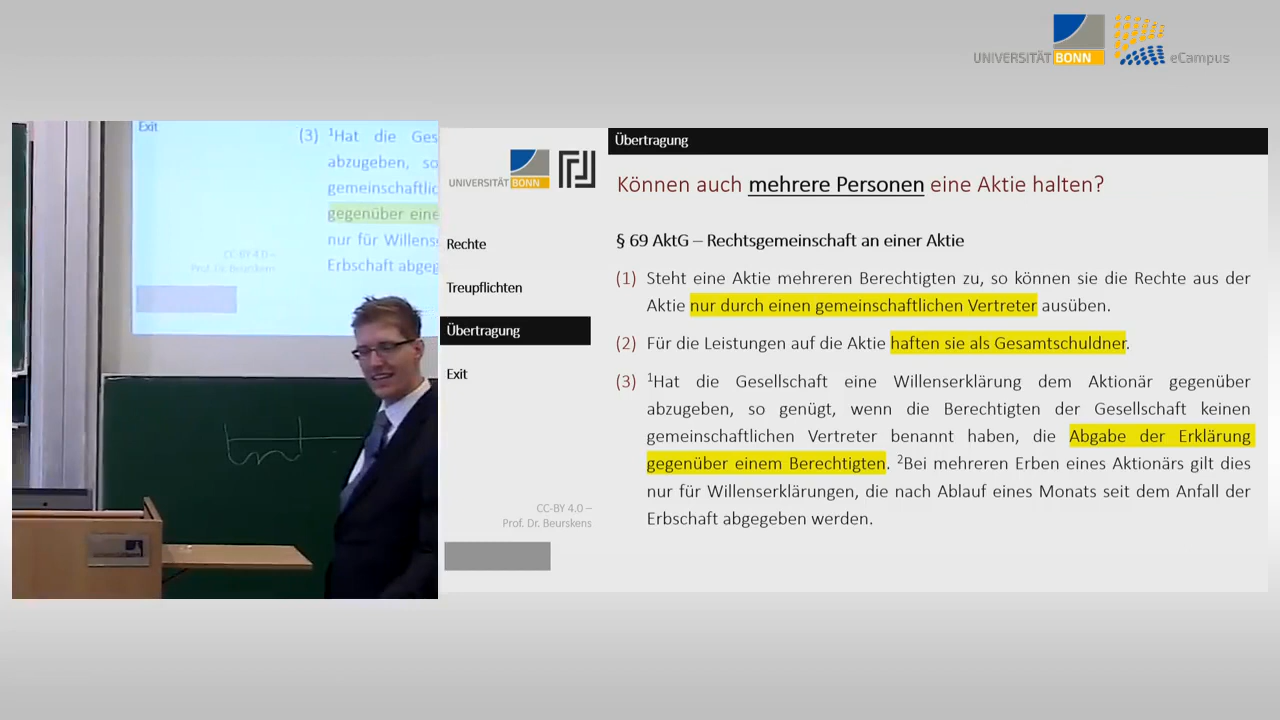 UNIVERSITÄT BONN eCampus
Exit
(3) 1Hat die Ges
abzugeben, so
gemeinschaftlic
gegenüber eine
nur für Willens
Erbschaft abgeg
CC-BY 4.0 –
Prof. Dr. Beurskens
UNIVERSITÄT BONN
Rechte
Treupflichten
Übertragung
Exit
CC-BY 4.0 –
Prof. Dr. Beurskens
Übertragung
Können auch mehrere Personen eine Aktie halten?
§ 69 AktG – Rechtsgemeinschaft an einer Aktie
(1) Steht eine Aktie mehreren Berechtigten zu, so können sie die Rechte aus der
Aktie nur durch einen gemeinschaftlichen Vertreter ausüben.
(2) Für die Leistungen auf die Aktie haften sie als Gesamtschuldner.
(3) 1Hat die Gesellschaft eine Willenserklärung dem Aktionär gegenüber
abzugeben, so genügt, wenn die Berechtigten der Gesellschaft keinen
gemeinschaftlichen Vertreter benannt haben, die Abgabe der Erklärung
gegenüber einem Berechtigten. 2Bei mehreren Erben eines Aktionärs gilt dies
nur für Willenserklärungen, die nach Ablauf eines Monats seit dem Anfall der
Erbschaft abgegeben werden.